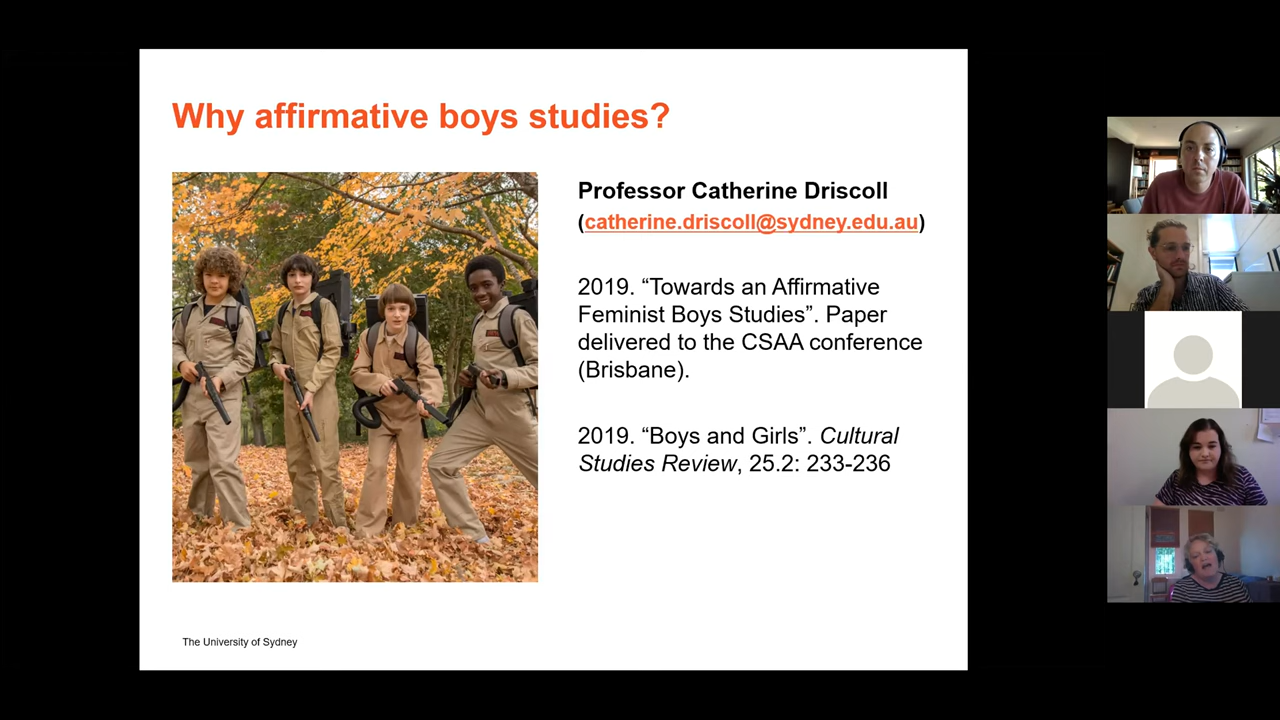 Why affirmative boys studies?
Professor Catherine Driscoll
(catherine.driscoll@sydney.edu.au)
2019. “Towards an Affirmative
Feminist Boys Studies”. Paper
delivered to the CSAA conference
(Brisbane).
2019. “Boys and Girls”. Cultural
Studies Review, 25.2: 233-236
The University of Sydney